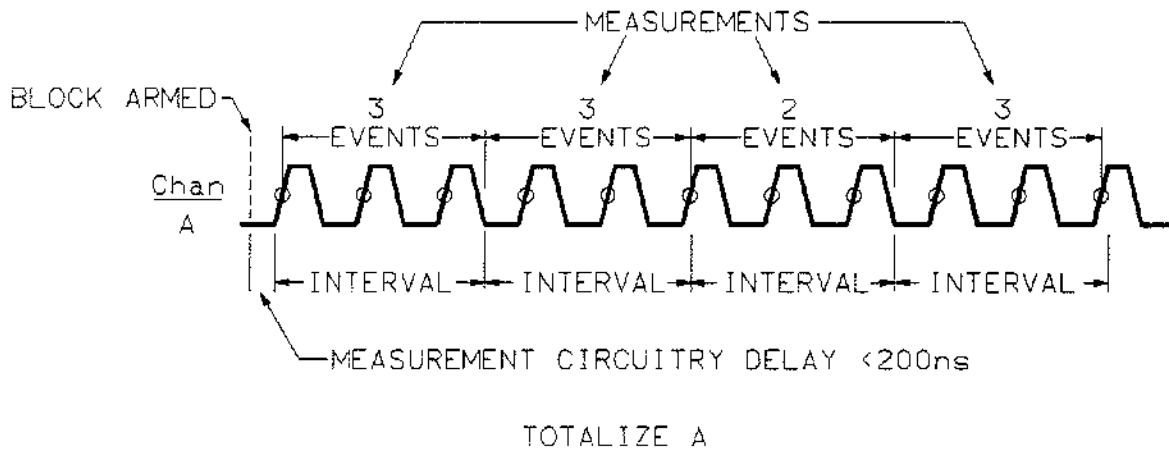 MEASUREMENTS
BLOCK ARMED
3 3 2 3
EVENTS EVENTS EVENTS EVENTS
Chan
A
INTERVAL INTERVAL INTERVAL INTERVAL
MEASUREMENT CIRCUITRY DELAY <200ns
TOTALIZE A